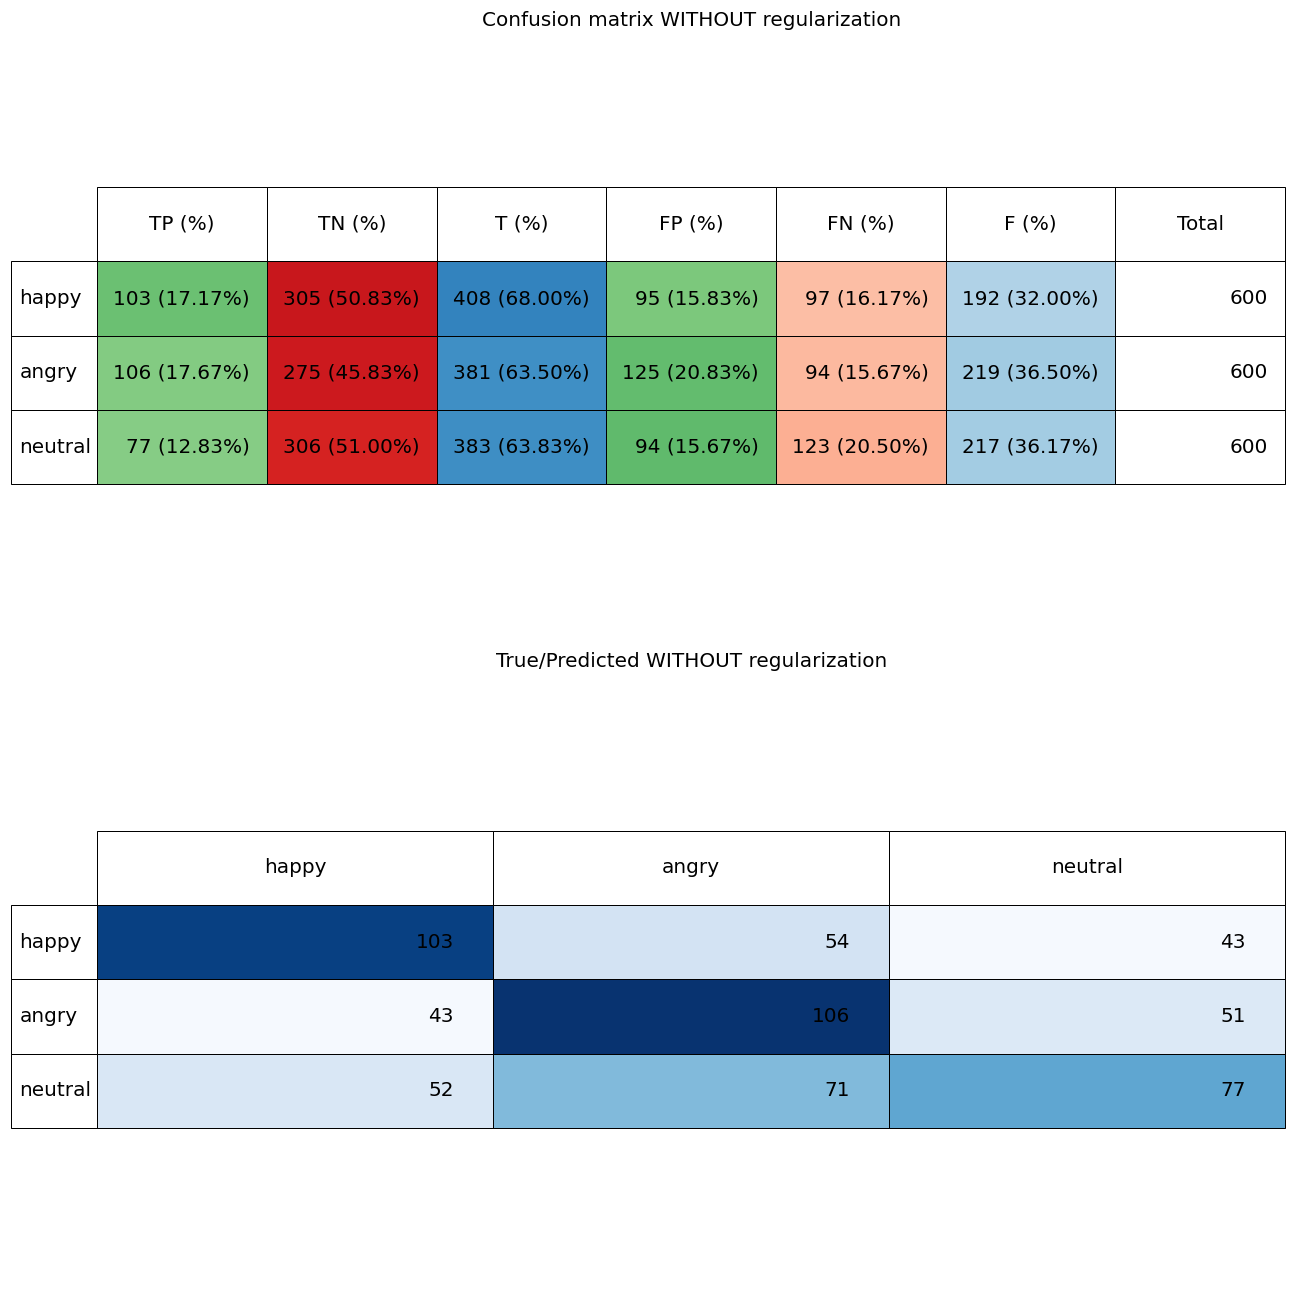 Confusion matrix WITHOUT regularization
TP (%) TN (%) T (%) FP (%) FN (%) F (%) Total
happy 103 (17.17%) 305 (50.83%) 408 (68.00%) 95 (15.83%) 97 (16.17%) 192 (32.00%) 600
angry 106 (17.67%) 275 (45.83%) 381 (63.50%) 125 (20.83%) 94 (15.67%) 219 (36.50%) 600
neutral 77 (12.83%) 306 (51.00%) 383 (63.83%) 94 (15.67%) 123 (20.50%) 217 (36.17%) 600
True/Predicted WITHOUT regularization
happy angry neutral
happy 103 54 43
angry 43 106 51
neutral 52 71 77